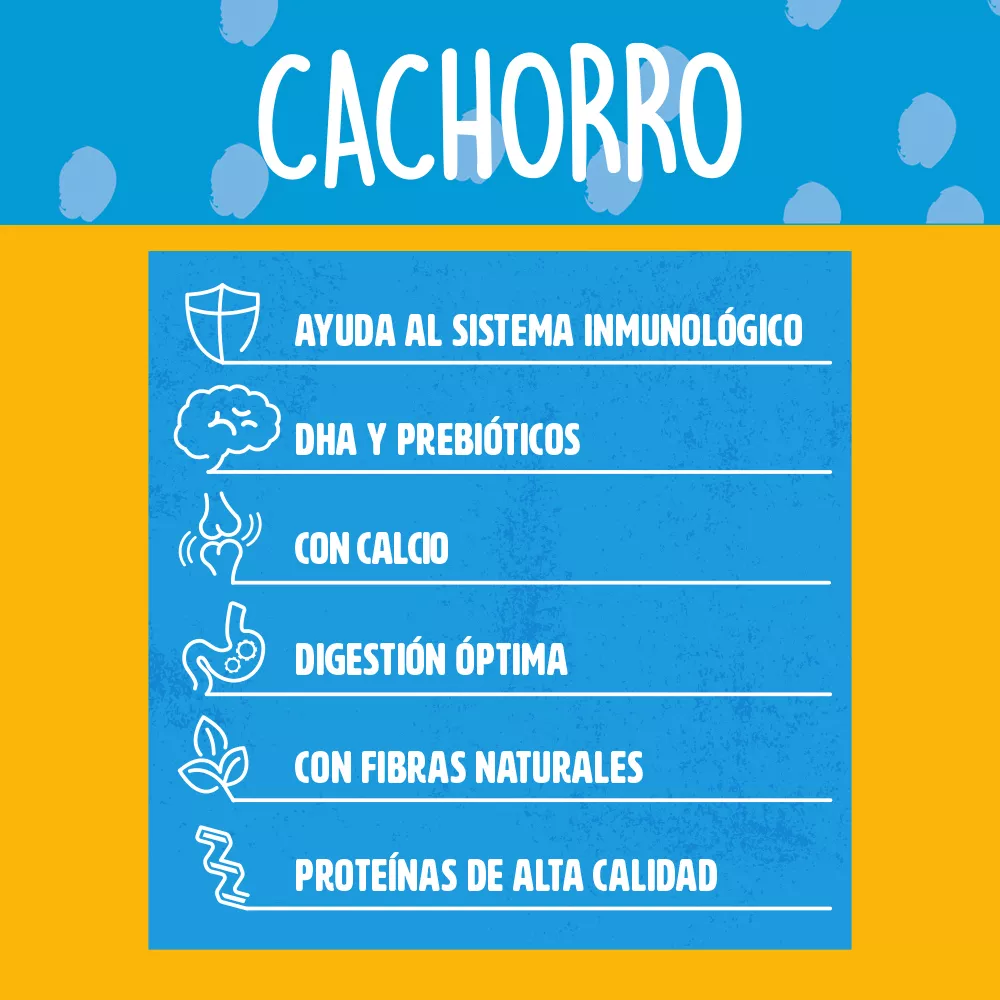 CACHORRO
AYUDA AL SISTEMA INMUNOLÓGICO
DHA Y PREBIÓTICOS
CON CALCIO
DIGESTIÓN ÓPTIMA
CON FIBRAS NATURALES
PROTEÍNAS DE ALTA CALIDAD